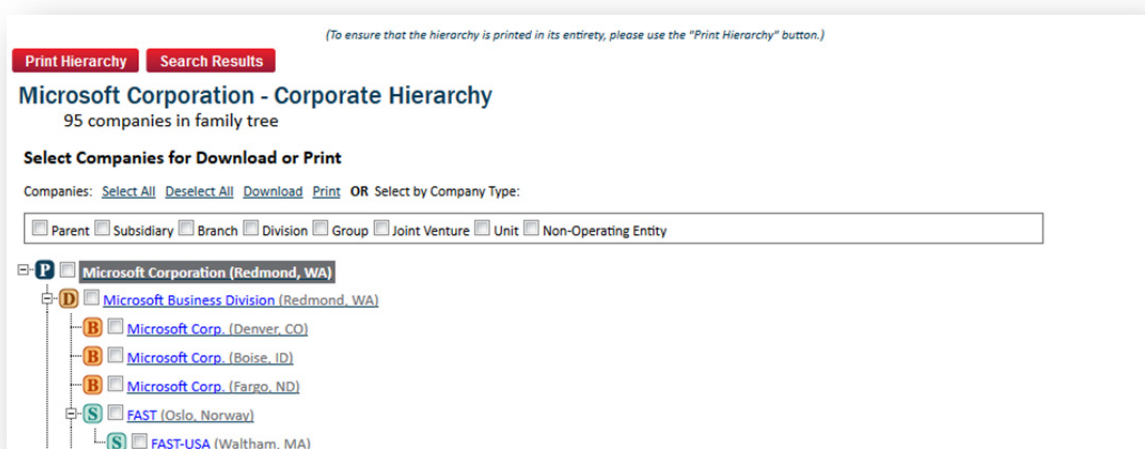 (To ensure that the hierarchy is printed in its entirety, please use the "Print Hierarchy" button.)
Print Hierarchy Search Results
Microsoft Corporation - Corporate Hierarchy
95 companies in family tree
Select Companies for Download or Print
Companies: Select All Deselect All Download Print OR Select by Company Type:
Parent Subsidiary Branch Division Group Joint Venture Unit Non-Operating Entity
P Microsoft Corporation (Redmond, WA)
D Microsoft Business Division (Redmond, WA)
B Microsoft Corp. (Denver, CO)
B Microsoft Corp. (Boise, ID)
B Microsoft Corp. (Fargo, ND)
S FAST (Oslo, Norway)
S FAST-USA (Waltham, MA)